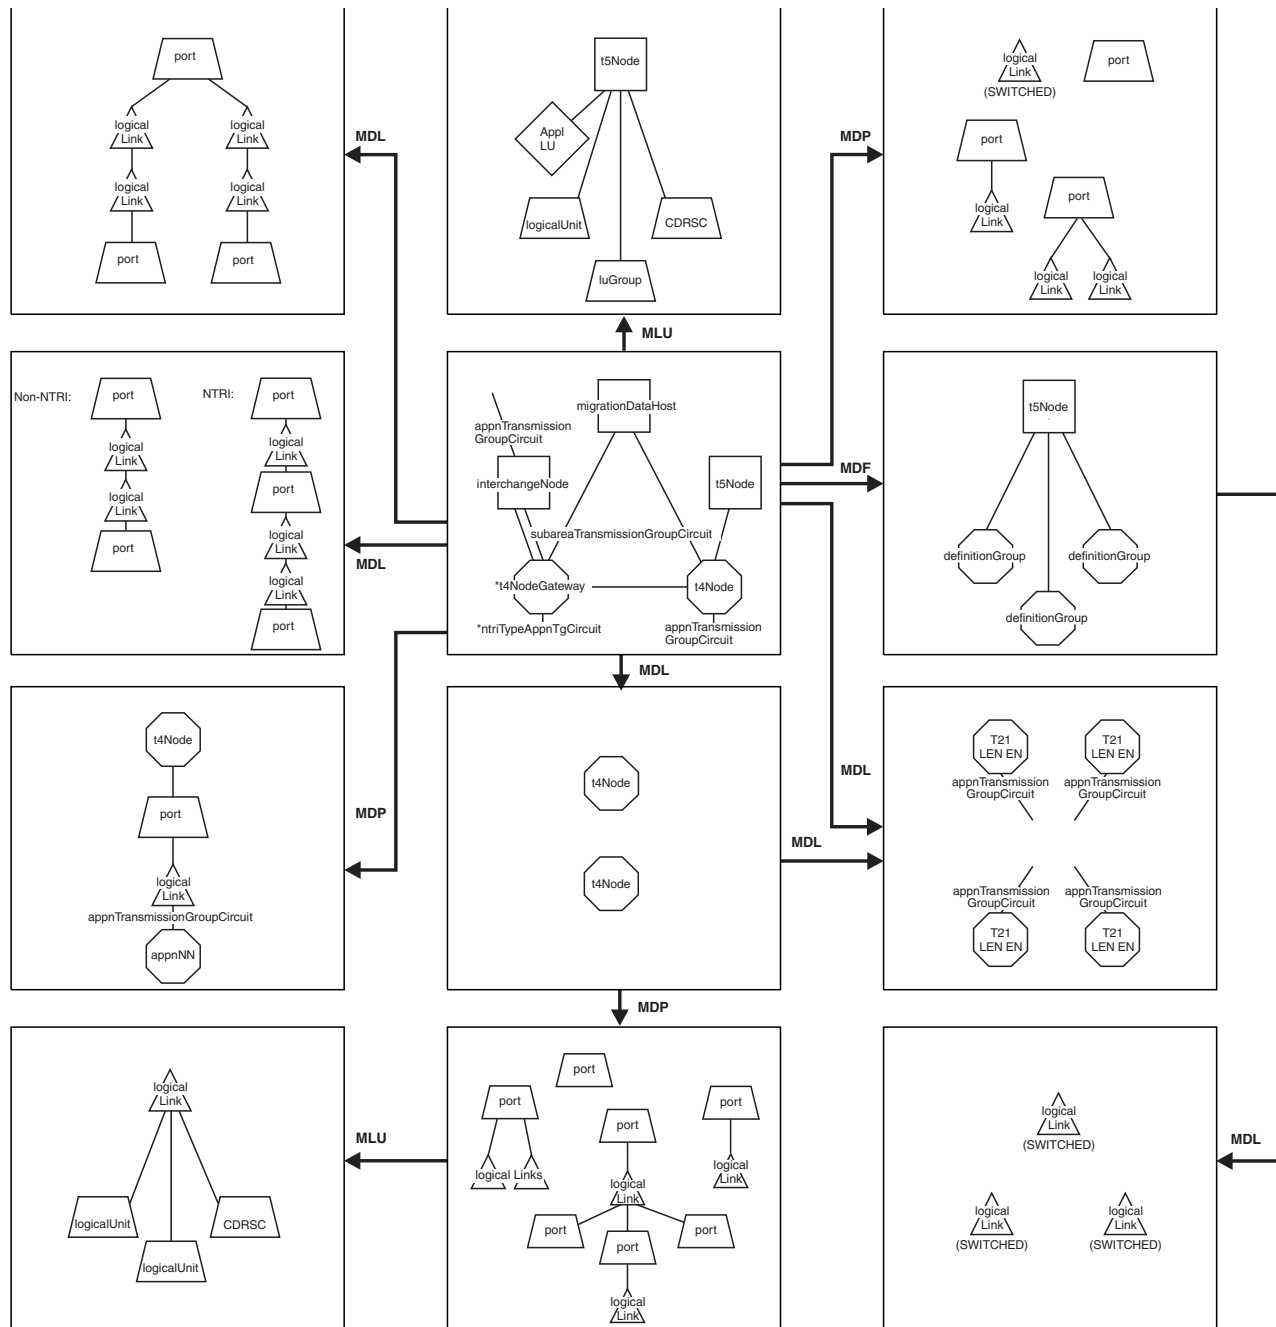 port
logical
Link
logical
Link
logical
Link
logical
Link
port
port
MDL
t5Node
Appl
LU
logicalUnit
CDRSC
luGroup
MLU
MDP
logical
Link
(SWITCHED)
port
port
logical
Link
port
logical
Link
logical
Link
Non-NTRI:
port
logical
Link
logical
Link
port
NTRI:
port
logical
Link
port
logical
Link
logical
Link
port
MDL
migrationDataHost
appnTransmission
GroupCircuit
interchangeNode
t5Node
subareaTransmissionGroupCircuit
*t4NodeGateway
t4Node
*ntriTypeAppnTgCircuit
appnTransmission
GroupCircuit
MDF
t5Node
definitionGroup
definitionGroup
definitionGroup
MDL
t4Node
port
logical
Link
appnTransmissionGroupCircuit
appnNN
MDP
t4Node
t4Node
MDL
MDL
T21
LEN EN
T21
LEN EN
appnTransmission
GroupCircuit
appnTransmission
GroupCircuit
appnTransmission
GroupCircuit
appnTransmission
GroupCircuit
T21
LEN EN
T21
LEN EN
MDP
logical
Link
logicalUnit
CDRSC
logicalUnit
MLU
port
port
port
port
logical Links
logical
Link
logical
Link
port
port
port
logical
Link
logical
Link
(SWITCHED)
logical
Link
(SWITCHED)
logical
Link
(SWITCHED)
MDL